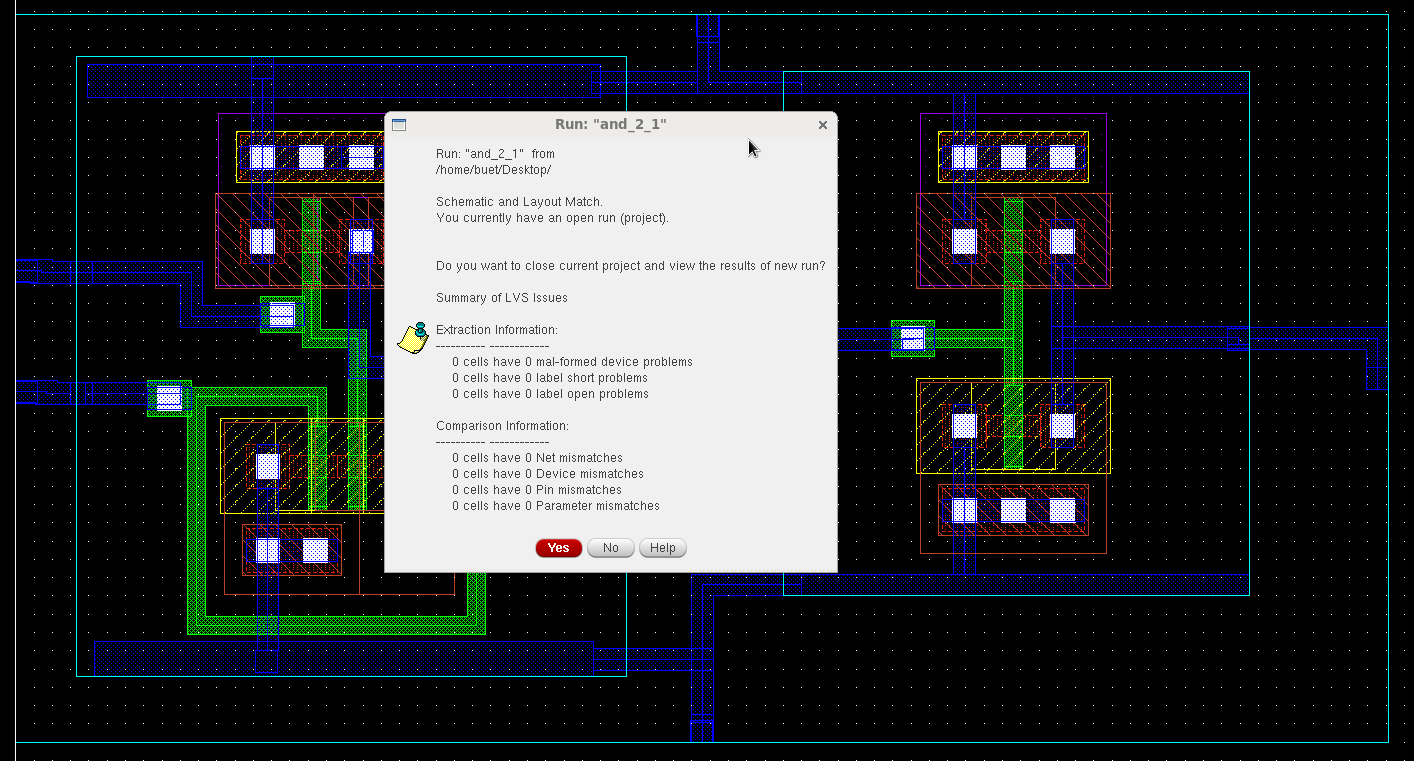 Run: "and_2_1"
Run: "and_2_1" from
/home/buet/Desktop/
Schematic and Layout Match.
You currently have an open run (project).
Do you want to close current project and view the results of new run?
Summary of LVS Issues
Extraction Information:
---------- ------------
0 cells have 0 mal-formed device problems
0 cells have 0 label short problems
0 cells have 0 label open problems
Comparison Information:
---------- ------------
0 cells have 0 Net mismatches
0 cells have 0 Device mismatches
0 cells have 0 Pin mismatches
0 cells have 0 Parameter mismatches
Yes No Help